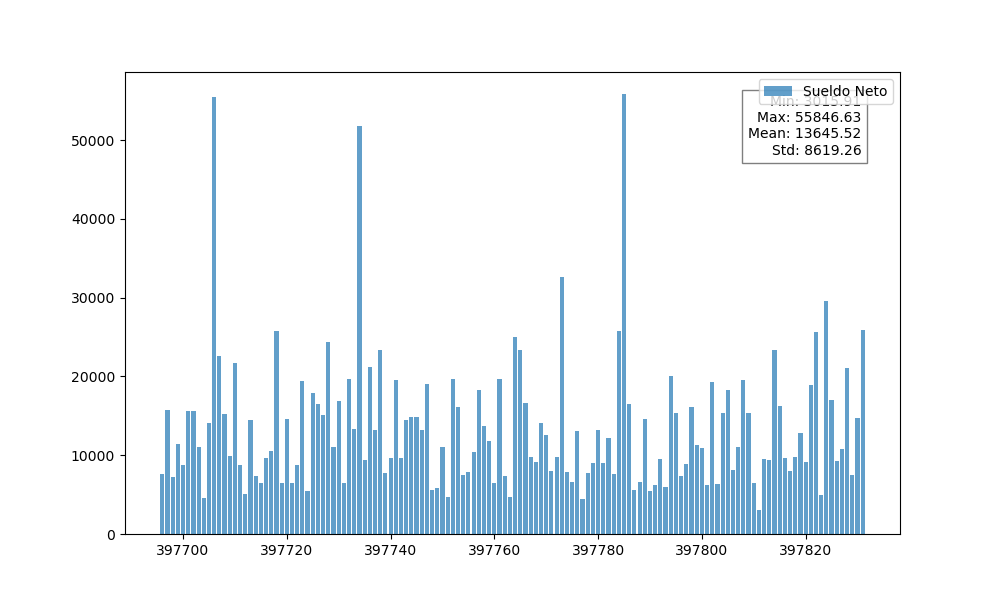 Sueldo Neto
Min: 3015.91
Max: 55846.63
Mean: 13645.52
Std: 8619.26
50000
40000
30000
20000
10000
0
397700 397720 397740 397760 397780 397800 397820